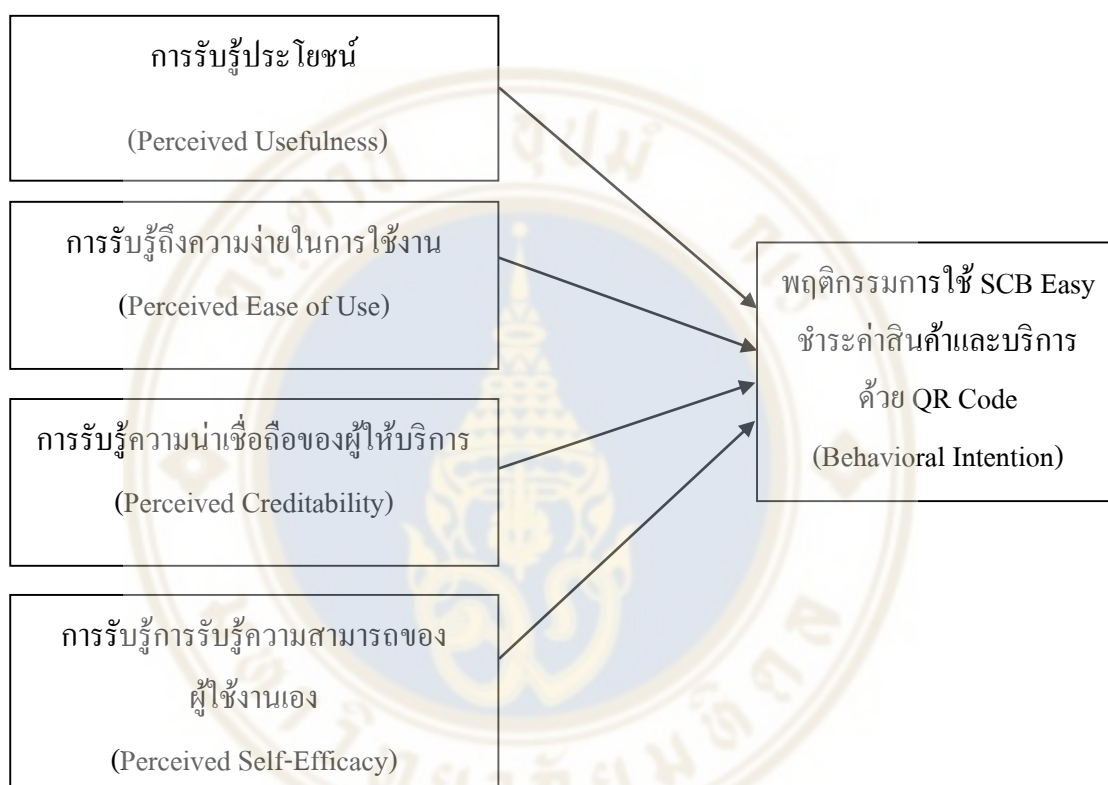 การรับรู้ประโยชน์
(Perceived Usefulness)
การรับรู้ถึงความง่ายในการใช้งาน
(Perceived Ease of Use)
การรับรู้ความน่าเชื่อถือของผู้ให้บริการ
(Perceived Creditability)
การรับรู้การรับรู้ความสามารถของ
ผู้ใช้งานเอง
(Perceived Self-Efficacy)
พฤติกรรมการใช้ SCB Easy
ชำระค่าสินค้าและบริการ
ด้วย QR Code
(Behavioral Intention)